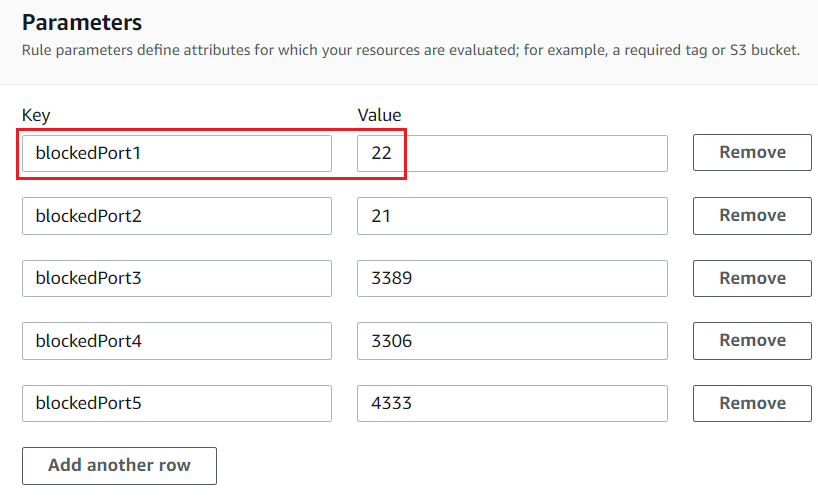 Parameters
Rule parameters define attributes for which your resources are evaluated; for example, a required tag or S3 bucket.
Key Value
blockedPort1 22 Remove
blockedPort2 21 Remove
blockedPort3 3389 Remove
blockedPort4 3306 Remove
blockedPort5 4333 Remove
Add another row